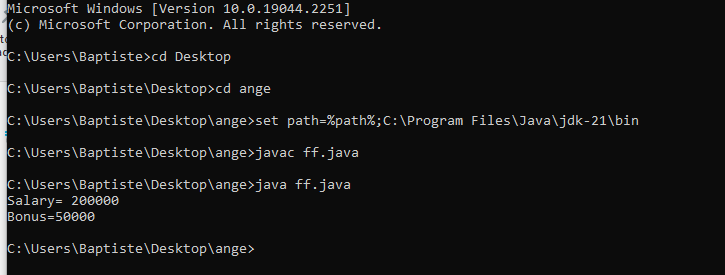 Microsoft Windows [Version 10.0.19044.2251]
(c) Microsoft Corporation. All rights reserved.
C:\Users\Baptiste>cd Desktop
C:\Users\Baptiste\Desktop>cd ange
C:\Users\Baptiste\Desktop\ange>set path=%path%;C:\Program Files\Java\jdk-21\bin
C:\Users\Baptiste\Desktop\ange>javac ff.java
C:\Users\Baptiste\Desktop\ange>java ff.java
Salary= 200000
Bonus=50000
C:\Users\Baptiste\Desktop\ange>